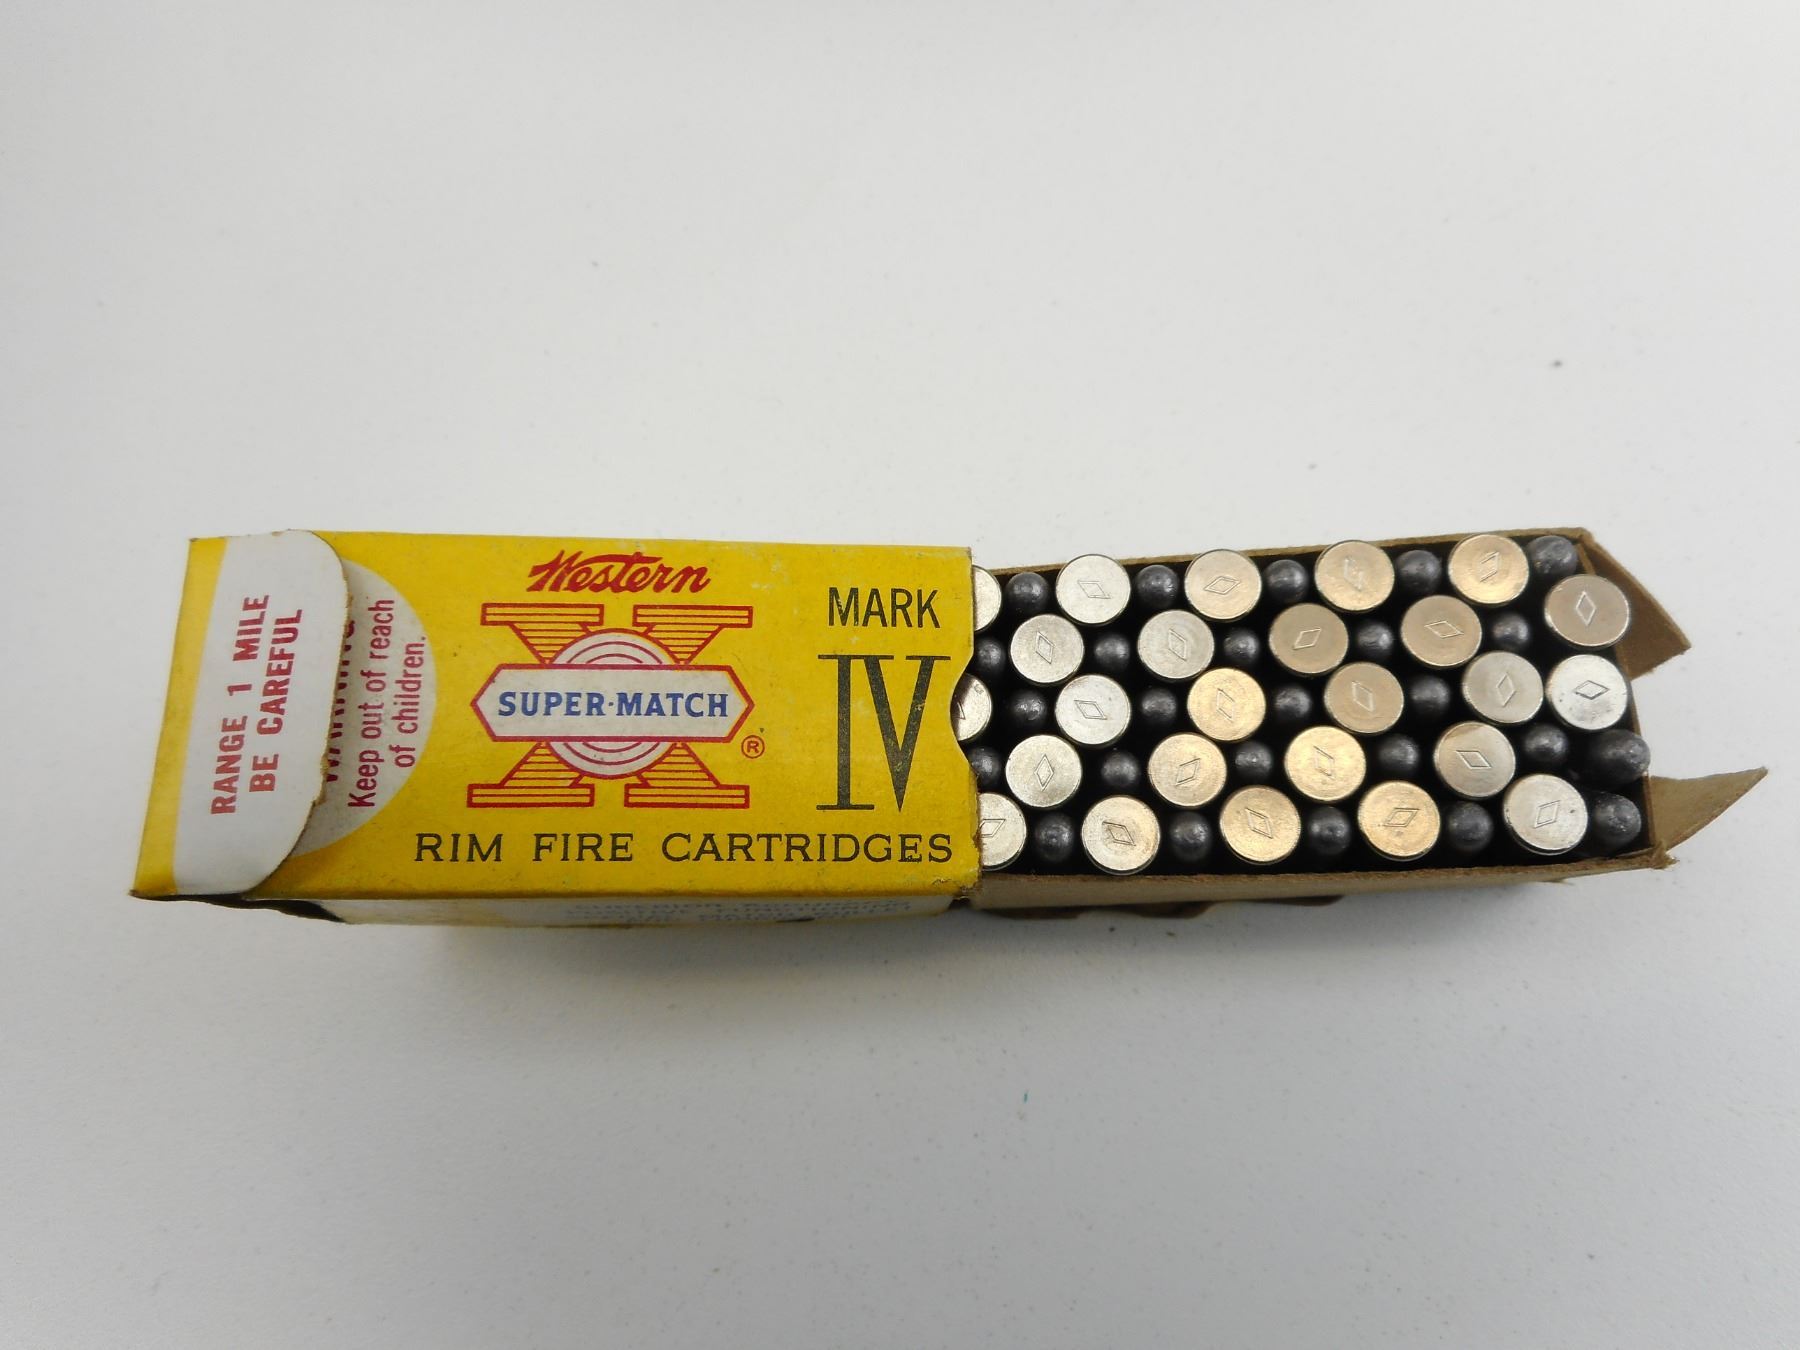 RANGE 1 MILE
BE CAREFUL
Keep out of reach
of children.
Western
X
SUPER·MATCH
®
MARK
IV
RIM FIRE CARTRIDGES